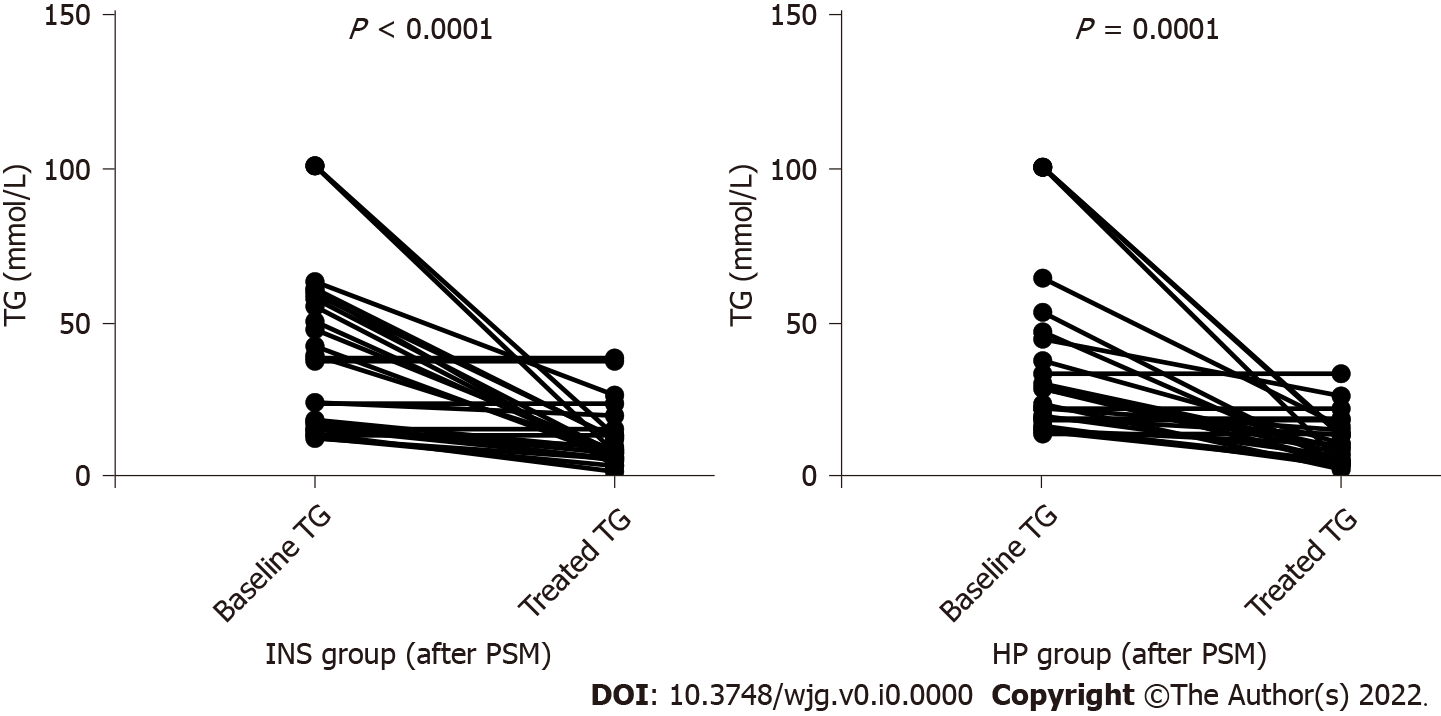 150
P < 0.0001
100
50
0
TG (mmol/L)
Baseline TG
Treated TG
INS group (after PSM)
150
P = 0.0001
100
50
0
TG (mmol/L)
Baseline TG
Treated TG
HP group (after PSM)
DOI: 10.3748/wjg.v0.i0.0000 Copyright ©The Author(s) 2022.